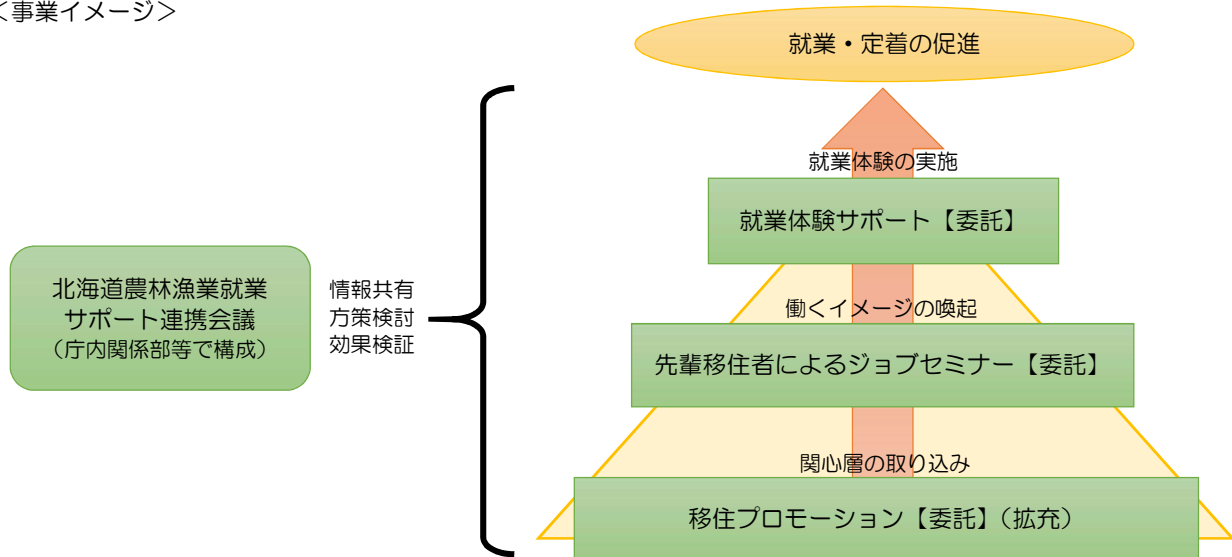 ＜事業イメージ＞
就業・定着の促進
就業体験の実施
就業体験サポート【委託】
北海道農林漁業就業
サポート連携会議
（庁内関係部等で構成）
情報共有
方策検討
効果検証
働くイメージの喚起
先輩移住者によるジョブセミナー【委託】
関心層の取り込み
移住プロモーション【委託】（拡充）